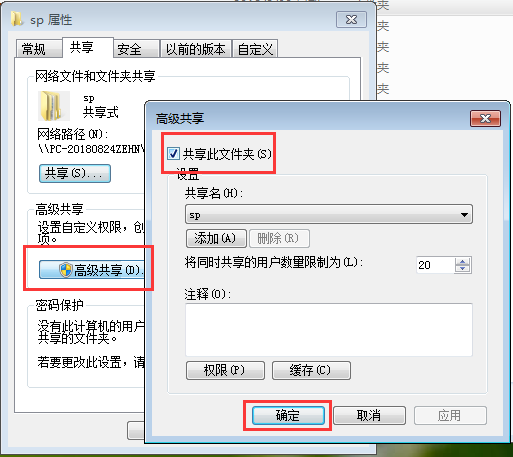 sp 属性
常规 共享 安全 以前的版本 自定义
网络文件和文件夹共享
sp
共享式
网络路径(N):
\\PC-20180824ZEHN\
共享(S)...
高级共享
设置自定义权限，创
项。
高级共享(D)..
密码保护
没有此计算机的用户
共享的文件夹。
若要更改此设置，请
高级共享
共享此文件夹(S)
设置
共享名(H):
sp
添加(A) 删除(R)
将同时共享的用户数量限制为(L): 20
注释(O):
权限(P) 缓存(C)
确定 取消 应用
夹
夹
夹
夹